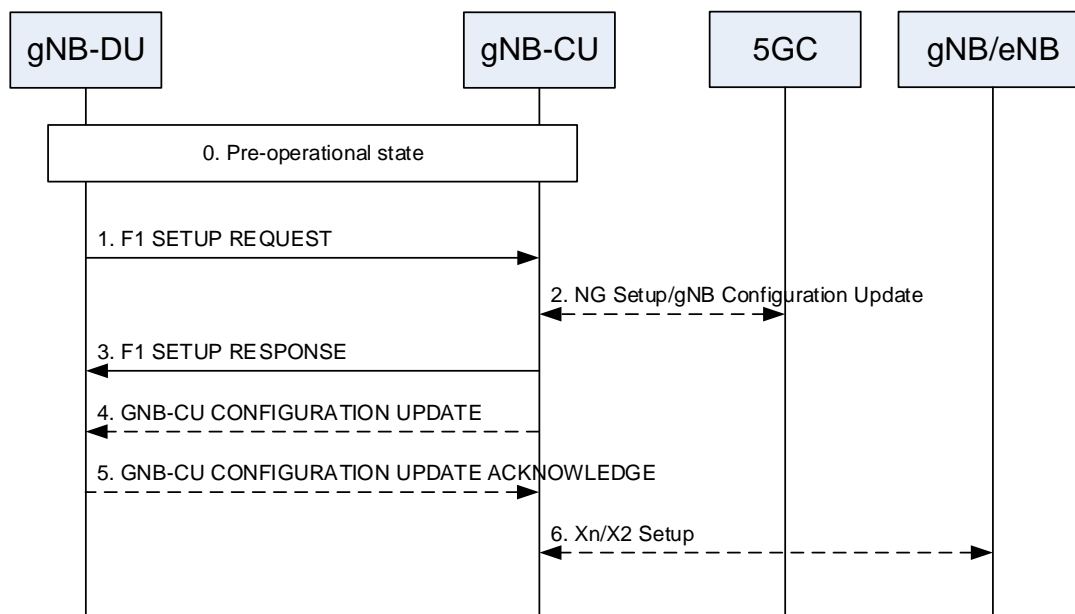 gNB-DU
gNB-CU
5GC
gNB/eNB
0. Pre-operational state
1. F1 SETUP REQUEST
2. NG Setup/gNB Configuration Update
3. F1 SETUP RESPONSE
4. GNB-CU CONFIGURATION UPDATE
5. GNB-CU CONFIGURATION UPDATE ACKNOWLEDGE
6. Xn/X2 Setup